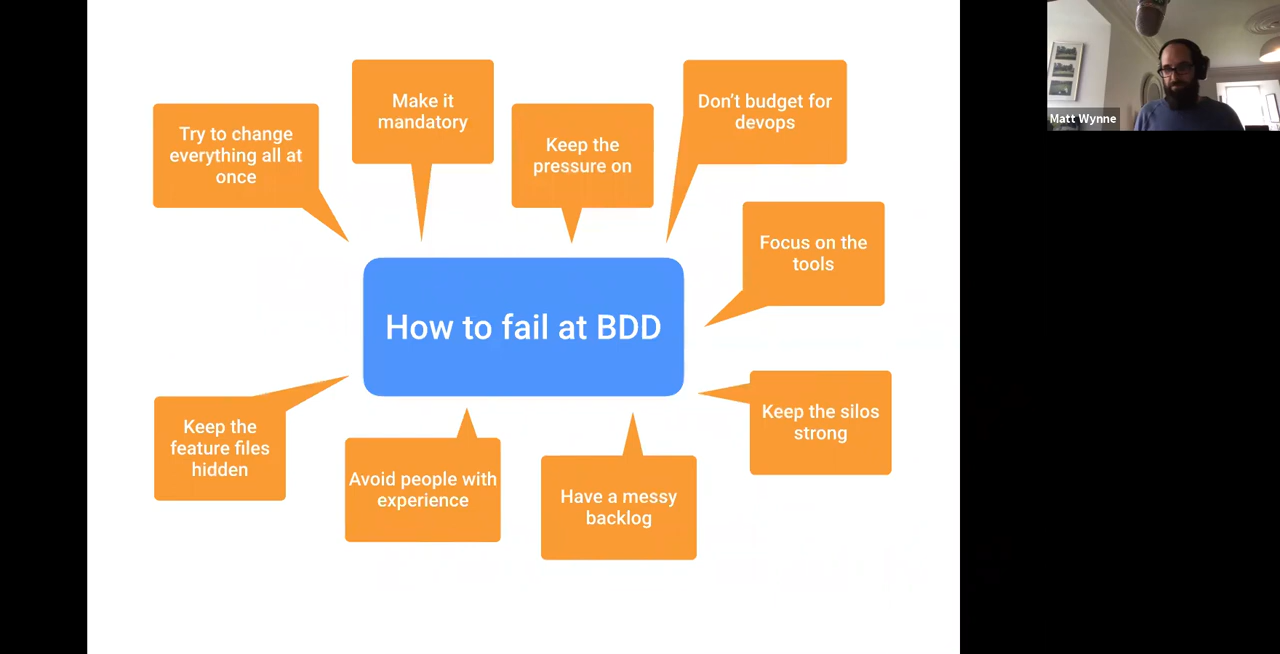 Try to change
everything all at
once
Make it
mandatory
Keep the
pressure on
Don't budget for
devops
Focus on the
tools
How to fail at BDD
Keep the silos
strong
Keep the
feature files
hidden
Avoid people with
experience
Have a messy
backlog
Matt Wynne